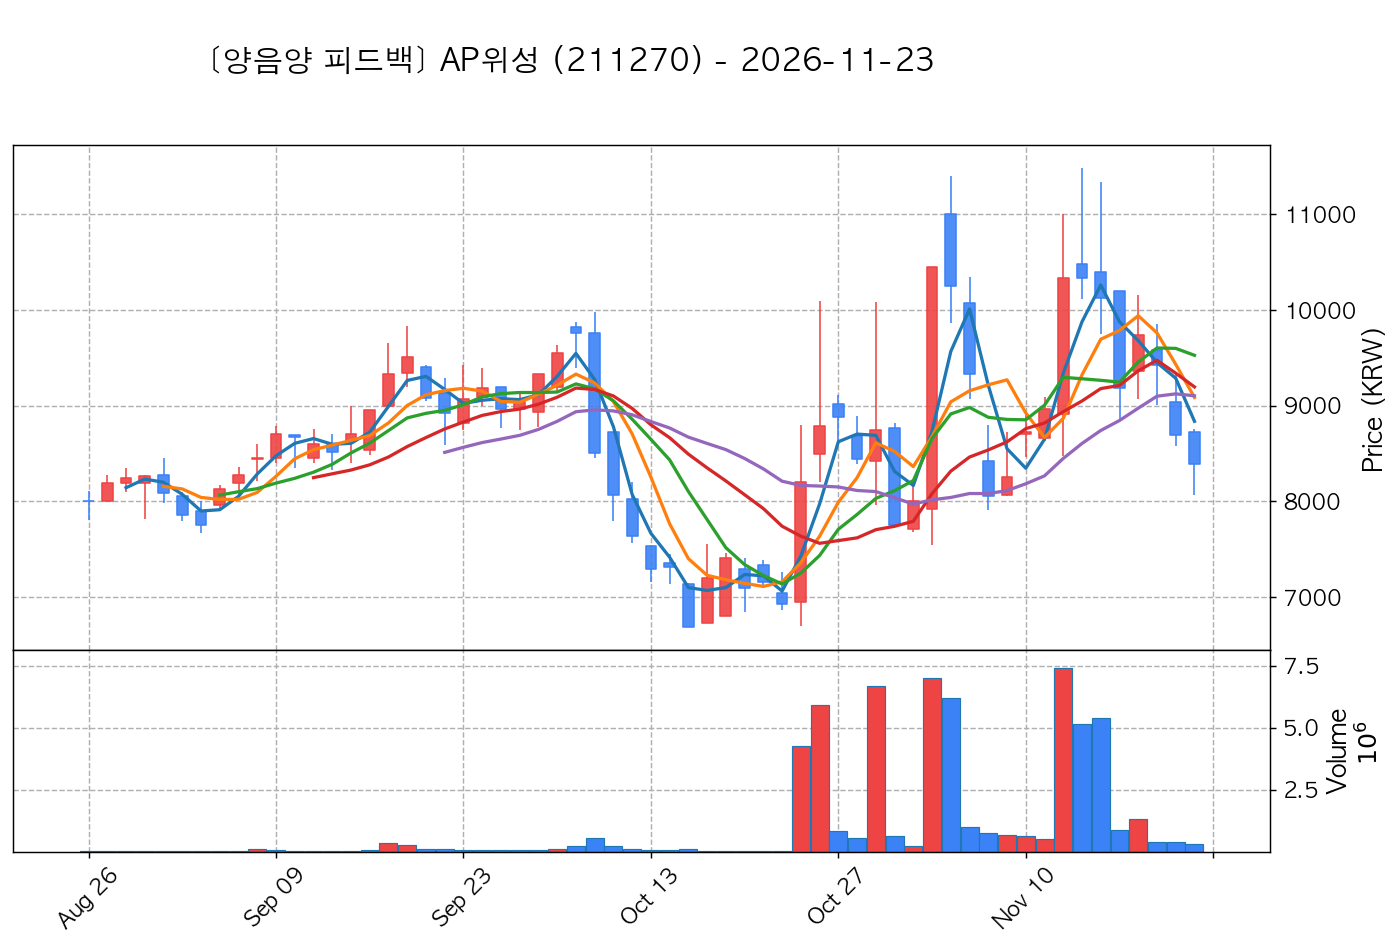 [양음양 피드백] AP위성 (211270) - 2026-11-23
11000
10000
9000
8000
7000
Price (KRW)
7.5
5.0
2.5
Volume
10⁶
Aug 26
Sep 09
Sep 23
Oct 13
Oct 27
Nov 10